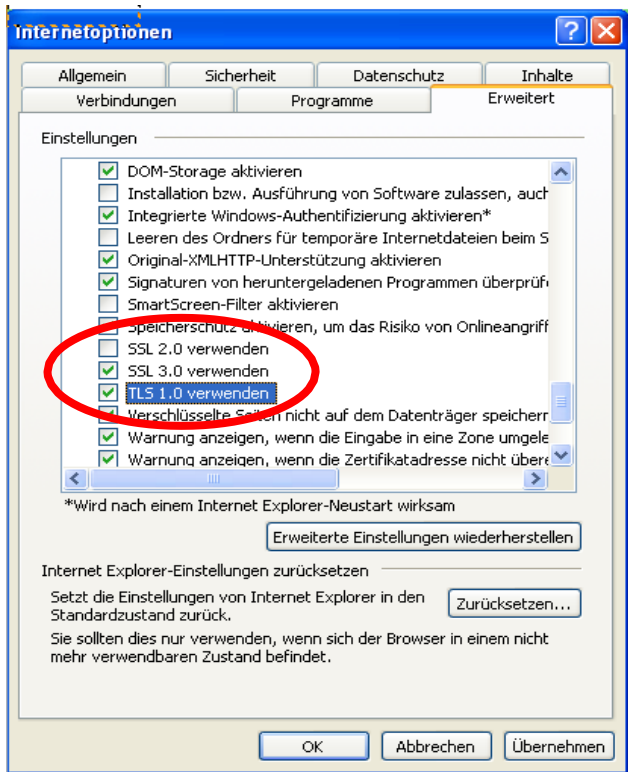 Internetoptionen
Allgemein
Sicherheit
Datenschutz
Inhalte
Verbindungen
Programme
Erweitert
Einstellungen
DOM-Storage aktivieren
Installation bzw. Ausführung von Software zulassen, auch
Integrierte Windows-Authentifizierung aktivieren*
Leeren des Ordners für temporäre Internetdateien beim S
Original-XMLHTTP-Unterstützung aktivieren
Signaturen von heruntergeladenen Programmen überprüf
SmartScreen-Filter aktivieren
Speicherschutz aktivieren, um das Risiko von Onlineangriff
SSL 2.0 verwenden
SSL 3.0 verwenden
TLS 1.0 verwenden
Verschlüsselte Seiten nicht auf dem Datenträger speichern
Warnung anzeigen, wenn die Eingabe in eine Zone umgele
Warnung anzeigen, wenn die Zertifikatadresse nicht übere
*Wird nach einem Internet Explorer-Neustart wirksam
Erweiterte Einstellungen wiederherstellen
Internet Explorer-Einstellungen zurücksetzen
Setzt die Einstellungen von Internet Explorer in den
Standardzustand zurück.
Zurücksetzen...
Sie sollten dies nur verwenden, wenn sich der Browser in einem nicht
mehr verwendbaren Zustand befindet.
OK
Abbrechen
Übernehmen